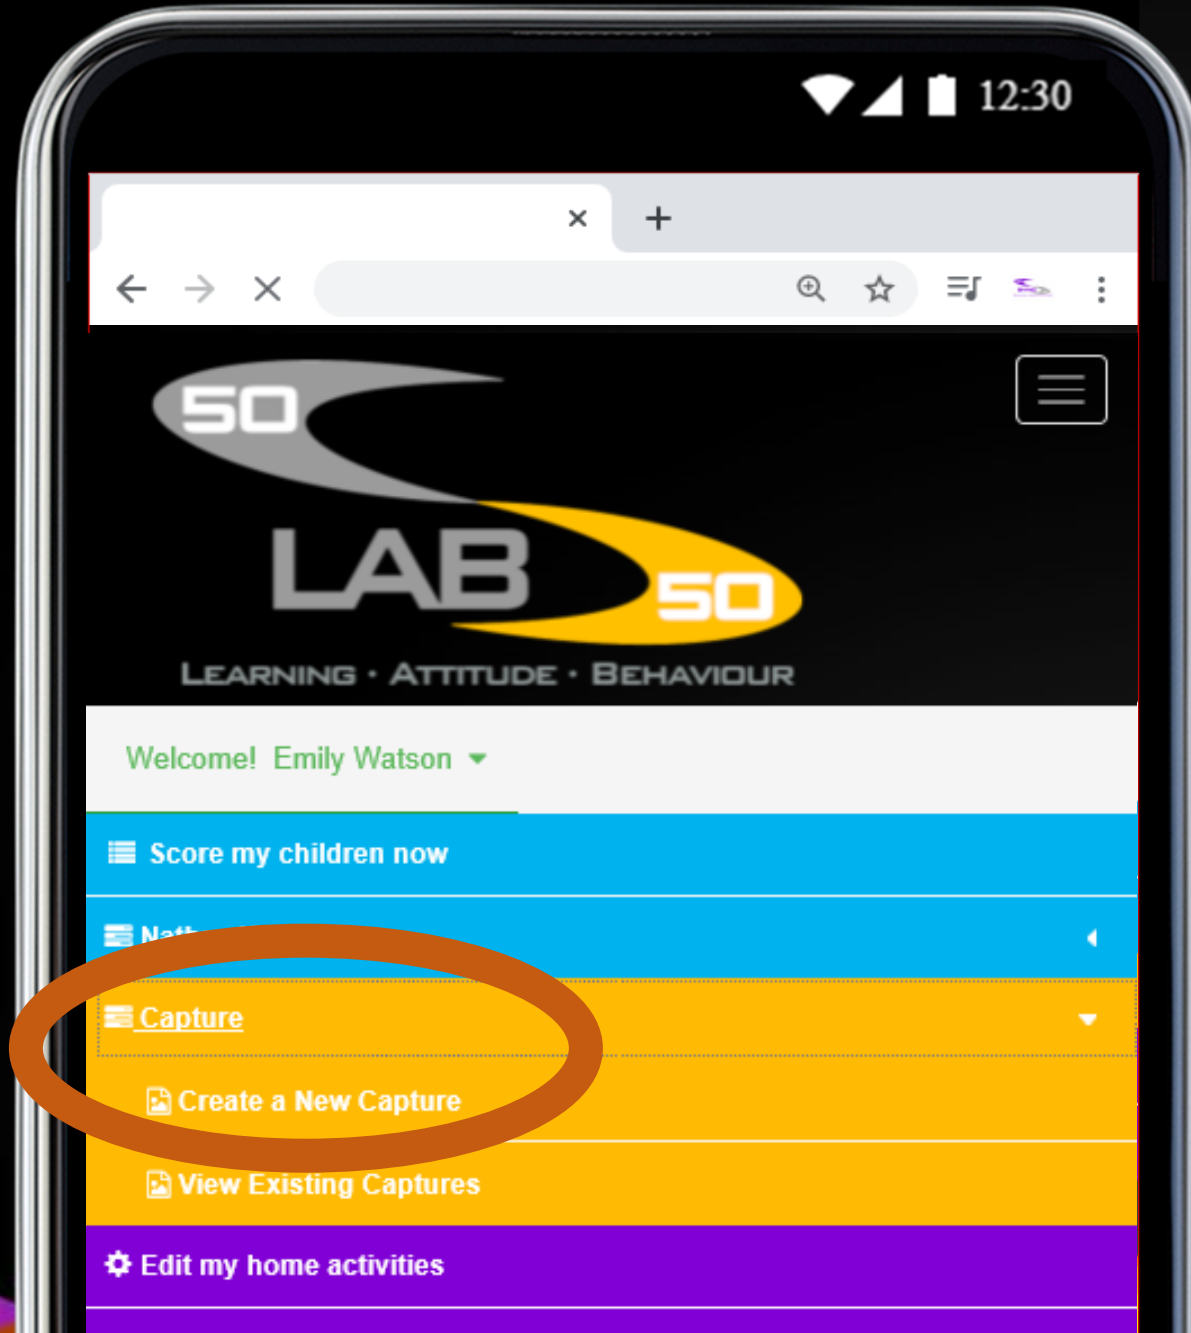 12:30
50
LAB
50
LEARNING · ATTITUDE · BEHAVIOUR
Welcome! Emily Watson
Score my children now
Capture
Create a New Capture
View Existing Captures
Edit my home activities